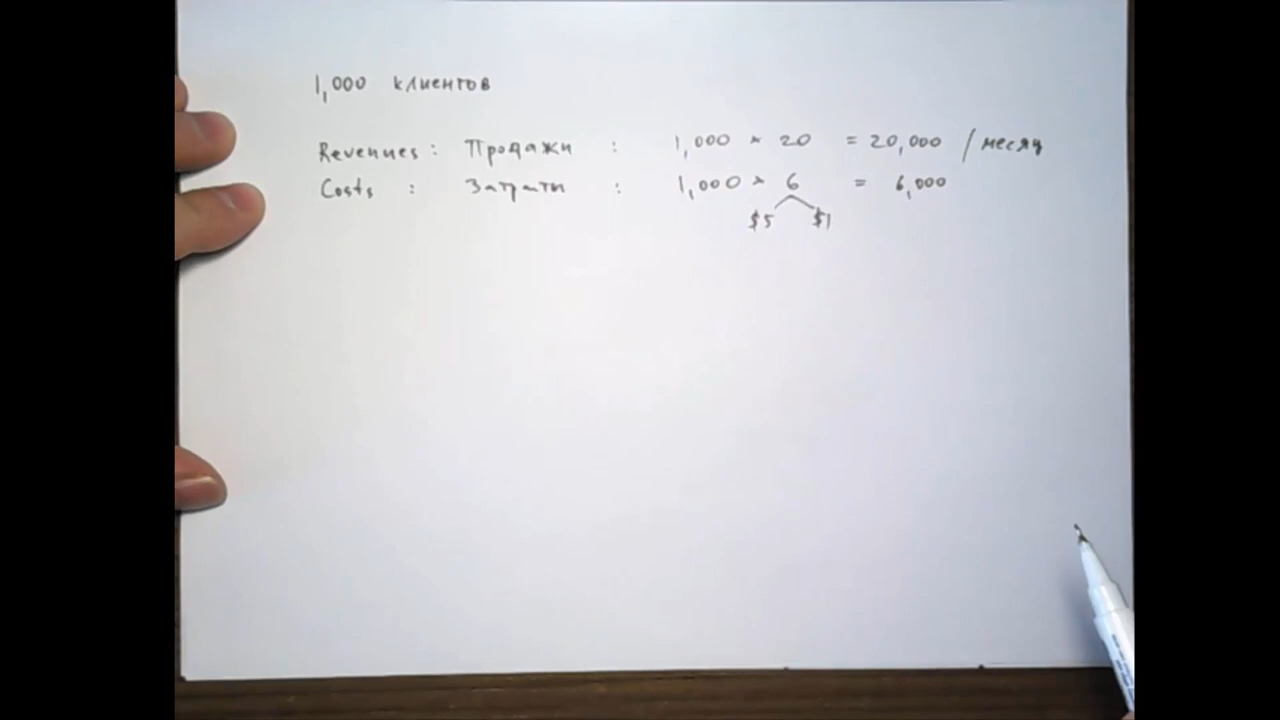 1,000 клиентов
Revenues : Продажи : 1,000 × 20 = 20,000 / месяц
Costs : Затраты : 1,000 × 6 = 6,000
$5 $1